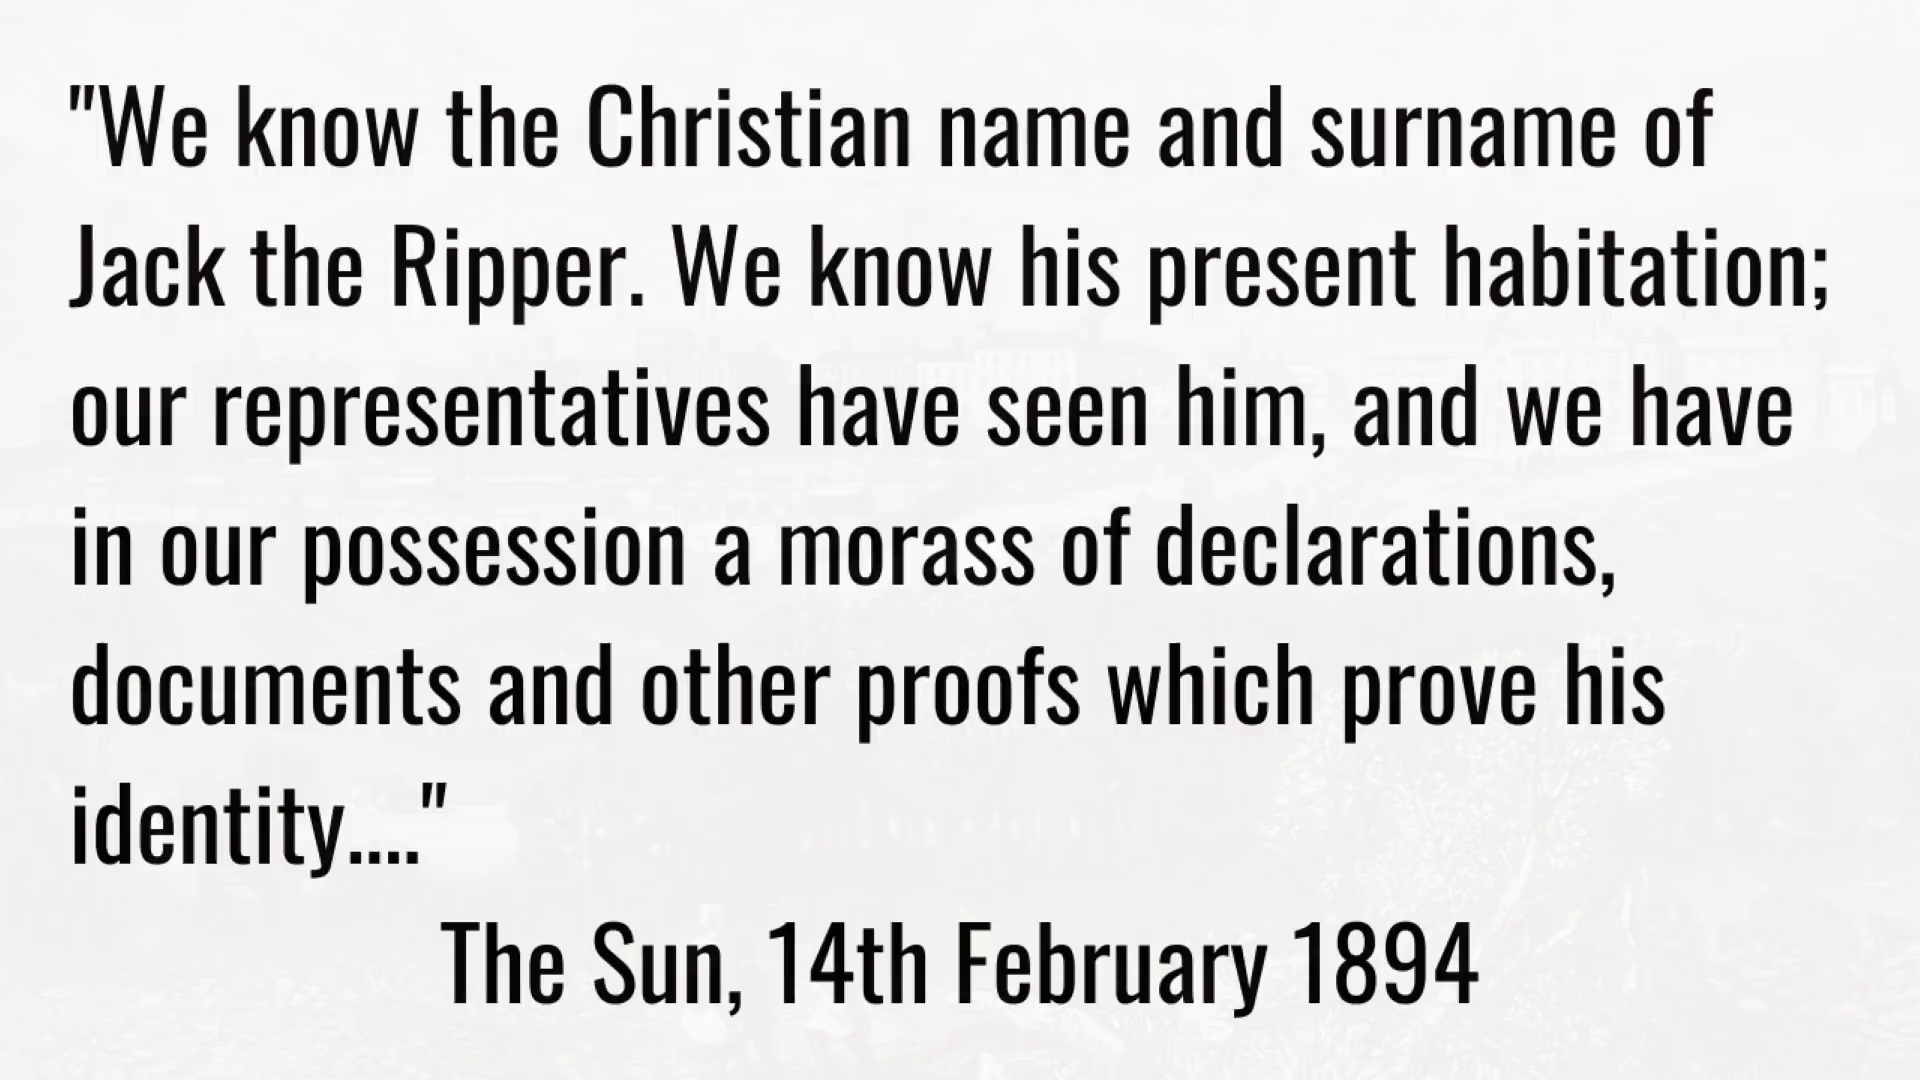 "We know the Christian name and surname of
Jack the Ripper. We know his present habitation;
our representatives have seen him, and we have
in our possession a morass of declarations,
documents and other proofs which prove his
identity...."
The Sun, 14th February 1894